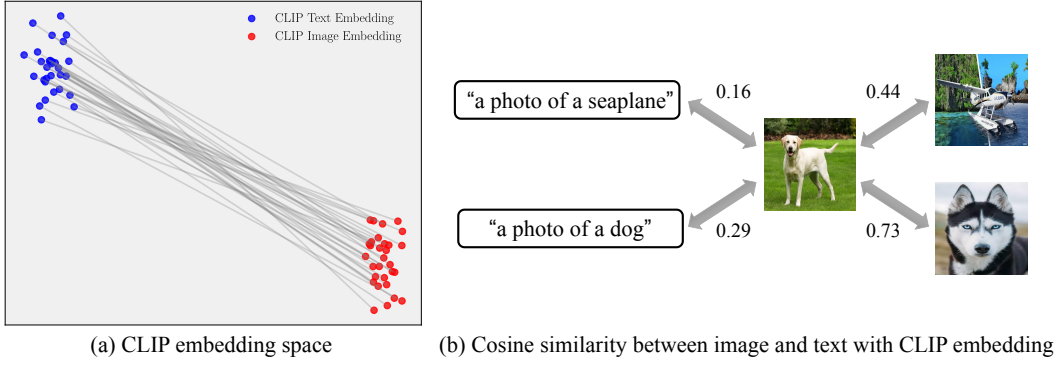 CLIP Text Embedding
CLIP Image Embedding
(a) CLIP embedding space
“a photo of a seaplane”
0.16
0.44
“a photo of a dog”
0.29
0.73
(b) Cosine similarity between image and text with CLIP embedding